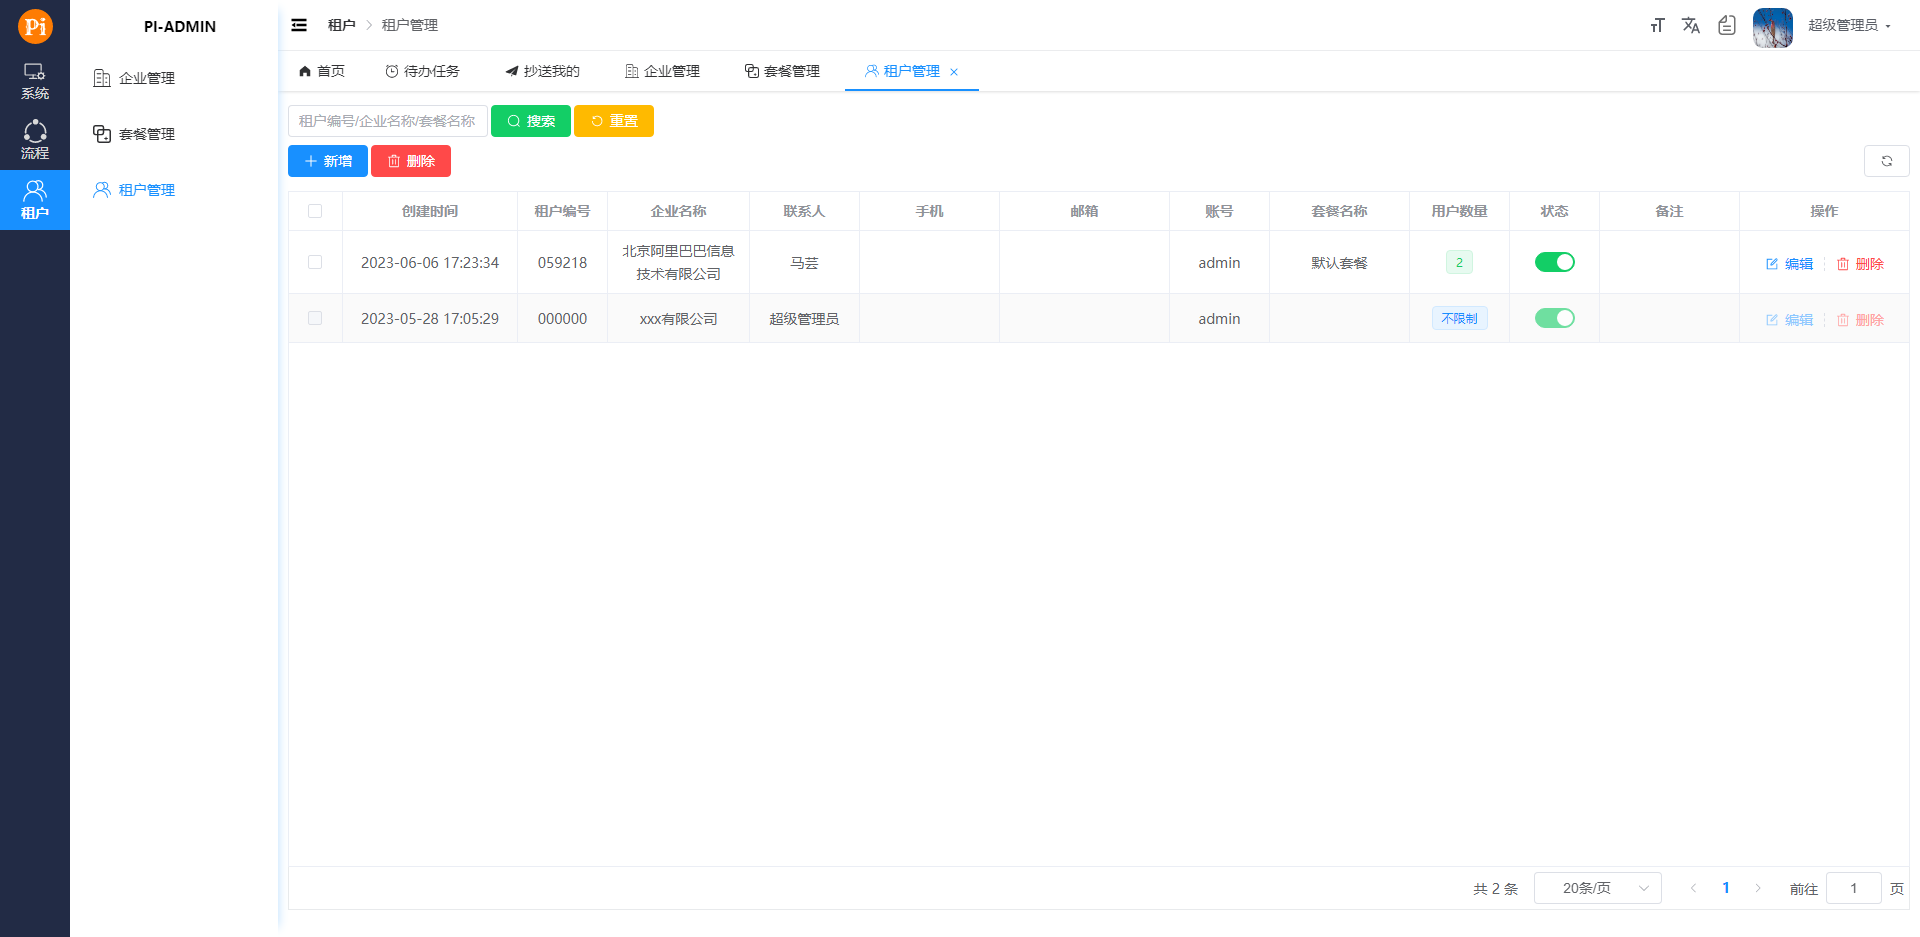 Pi
系统
流程
租户
PI-ADMIN
企业管理
套餐管理
租户管理
租户 > 租户管理
超级管理员
首页 待办任务 抄送我的 企业管理 套餐管理 租户管理
租户编号/企业名称/套餐名称 搜索 重置
新增 删除
创建时间 租户编号 企业名称 联系人 手机 邮箱 账号 套餐名称 用户数量 状态 备注 操作
2023-06-06 17:23:34 059218 北京阿里巴巴信息 马芸 admin 默认套餐 2 编辑 删除
技术有限公司
2023-05-28 17:05:29 000000 xxx有限公司 超级管理员 admin 不限制 编辑 删除
共 2 条 20条/页 1 前往 1 页